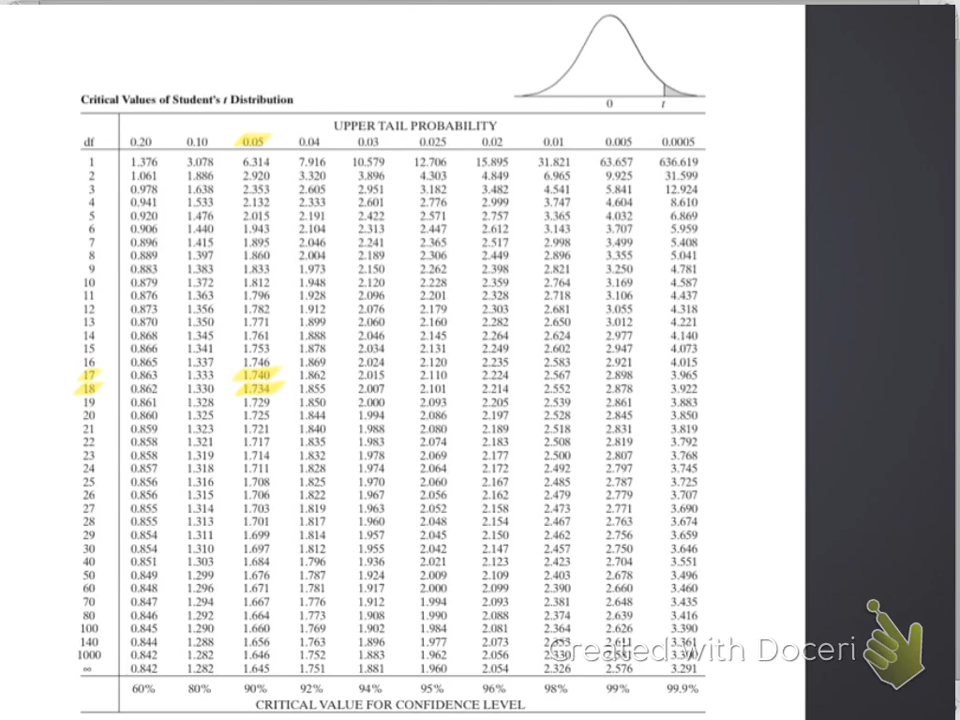 0 t
Critical Values of Student's t Distribution
UPPER TAIL PROBABILITY
df 0.20 0.10 0.05 0.04 0.03 0.025 0.02 0.01 0.005 0.0005
1 1.376 3.078 6.314 7.916 10.579 12.706 15.895 31.821 63.657 636.619
2 1.061 1.886 2.920 3.320 3.896 4.303 4.849 6.965 9.925 31.599
3 0.978 1.638 2.353 2.605 2.951 3.182 3.482 4.541 5.841 12.924
4 0.941 1.533 2.132 2.333 2.601 2.776 2.999 3.747 4.604 8.610
5 0.920 1.476 2.015 2.191 2.422 2.571 2.757 3.365 4.032 6.869
6 0.906 1.440 1.943 2.104 2.313 2.447 2.612 3.143 3.707 5.959
7 0.896 1.415 1.895 2.046 2.241 2.365 2.517 2.998 3.499 5.408
8 0.889 1.397 1.860 2.004 2.189 2.306 2.449 2.896 3.355 5.041
9 0.883 1.383 1.833 1.973 2.150 2.262 2.398 2.821 3.250 4.781
10 0.879 1.372 1.812 1.948 2.120 2.228 2.359 2.764 3.169 4.587
11 0.876 1.363 1.796 1.928 2.096 2.201 2.328 2.718 3.106 4.437
12 0.873 1.356 1.782 1.912 2.076 2.179 2.303 2.681 3.055 4.318
13 0.870 1.350 1.771 1.899 2.060 2.160 2.282 2.650 3.012 4.221
14 0.868 1.345 1.761 1.888 2.046 2.145 2.264 2.624 2.977 4.140
15 0.866 1.341 1.753 1.878 2.034 2.131 2.249 2.602 2.947 4.073
16 0.865 1.337 1.746 1.869 2.024 2.120 2.235 2.583 2.921 4.015
17 0.863 1.333 1.740 1.862 2.015 2.110 2.224 2.567 2.898 3.965
18 0.862 1.330 1.734 1.855 2.007 2.101 2.214 2.552 2.878 3.922
19 0.861 1.328 1.729 1.850 2.000 2.093 2.205 2.539 2.861 3.883
20 0.860 1.325 1.725 1.844 1.994 2.086 2.197 2.528 2.845 3.850
21 0.859 1.323 1.721 1.840 1.988 2.080 2.189 2.518 2.831 3.819
22 0.858 1.321 1.717 1.835 1.983 2.074 2.183 2.508 2.819 3.792
23 0.858 1.319 1.714 1.832 1.978 2.069 2.177 2.500 2.807 3.768
24 0.857 1.318 1.711 1.828 1.974 2.064 2.172 2.492 2.797 3.745
25 0.856 1.316 1.708 1.825 1.970 2.060 2.167 2.485 2.787 3.725
26 0.856 1.315 1.706 1.822 1.967 2.056 2.162 2.479 2.779 3.707
27 0.855 1.314 1.703 1.819 1.963 2.052 2.158 2.473 2.771 3.690
28 0.855 1.313 1.701 1.817 1.960 2.048 2.154 2.467 2.763 3.674
29 0.854 1.311 1.699 1.814 1.957 2.045 2.150 2.462 2.756 3.659
30 0.854 1.310 1.697 1.812 1.955 2.042 2.147 2.457 2.750 3.646
40 0.851 1.303 1.684 1.796 1.936 2.021 2.123 2.423 2.704 3.551
50 0.849 1.299 1.676 1.787 1.924 2.009 2.109 2.403 2.678 3.496
60 0.848 1.296 1.671 1.781 1.917 2.000 2.099 2.390 2.660 3.460
70 0.847 1.294 1.667 1.776 1.912 1.994 2.093 2.381 2.648 3.435
80 0.846 1.292 1.664 1.773 1.908 1.990 2.088 2.374 2.639 3.416
100 0.845 1.290 1.660 1.769 1.902 1.984 2.081 2.364 2.626 3.390
140 0.844 1.288 1.656 1.763 1.896 1.977 2.073 2.611 3.361
1000 0.842 1.282 1.646 1.752 1.883 1.962 2.056
∞ 0.842 1.282 1.645 1.751 1.881 1.960 2.054 2.326 2.576 3.291
60% 80% 90% 92% 94% 95% 96% 98% 99% 99.9%
CRITICAL VALUE FOR CONFIDENCE LEVEL
Created with Doceri